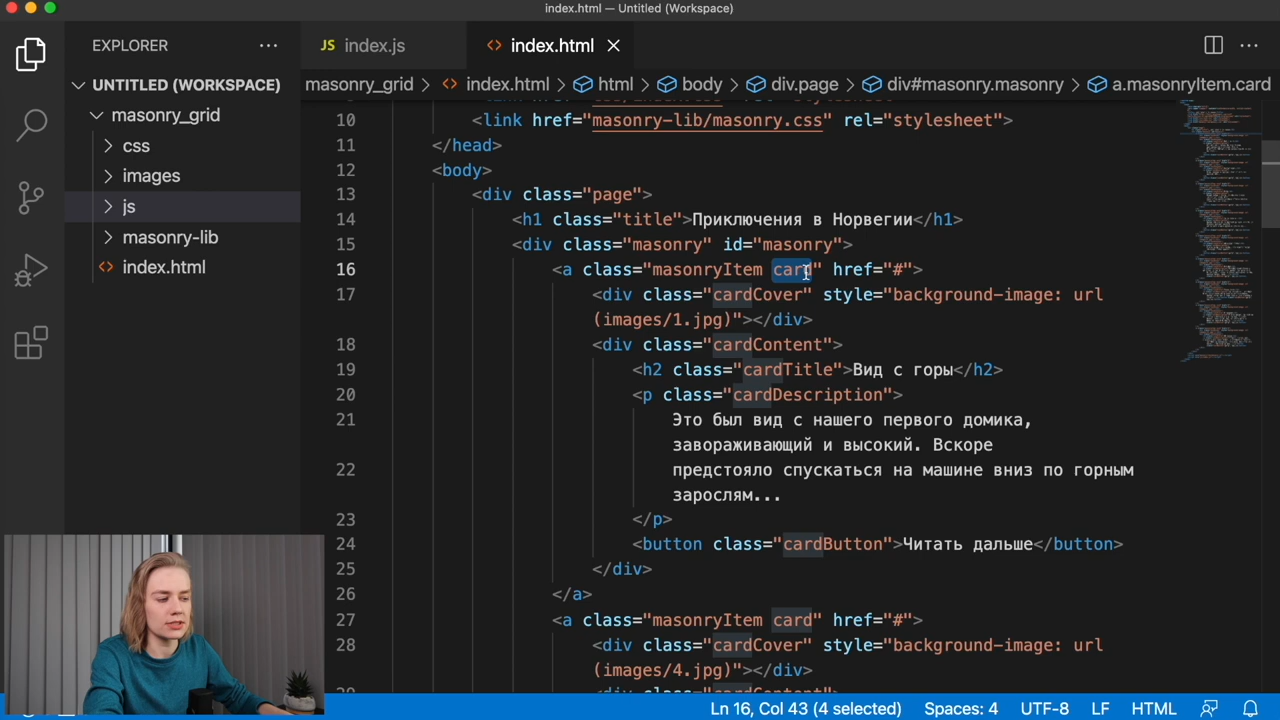 index.html — Untitled (Workspace)
EXPLORER
UNTITLED (WORKSPACE)
masonry_grid
css
images
js
masonry-lib
index.html
JS index.js
index.html
masonry_grid > index.html > html > body > div.page > div#masonry.masonry > a.masonryItem.card
10 <link href="masonry-lib/masonry.css" rel="stylesheet">
11 </head>
12 <body>
13 <div class="page">
14 <h1 class="title">Приключения в Норвегии</h1>
15 <div class="masonry" id="masonry">
16 <a class="masonryItem card" href="#">
17 <div class="cardCover" style="background-image: url
(images/1.jpg)"></div>
18 <div class="cardContent">
19 <h2 class="cardTitle">Вид с горы</h2>
20 <p class="cardDescription">
21 Это был вид с нашего первого домика,
завораживающий и высокий. Вскоре
22 предстояло спускаться на машине вниз по горным
зарослям...
23 </p>
24 <button class="cardButton">Читать дальше</button>
25 </div>
26 </a>
27 <a class="masonryItem card" href="#">
28 <div class="cardCover" style="background-image: url
(images/4.jpg)"></div>
Ln 16, Col 43 (4 selected) Spaces: 4 UTF-8 LF HTML